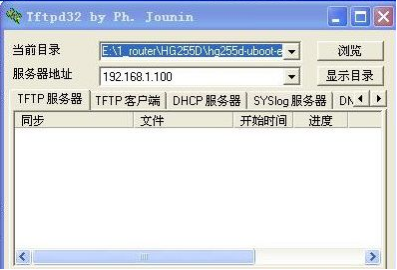 Tftpd32 by Ph. Jounin
当前目录 E:\1_router\HG255D\hg255d-uboot-e 浏览
服务器地址 192.168.1.100 显示目录
TFTP 服务器 TFTP 客户端 DHCP 服务器 SYSlog 服务器 DN
同步 文件 开始时间 进度